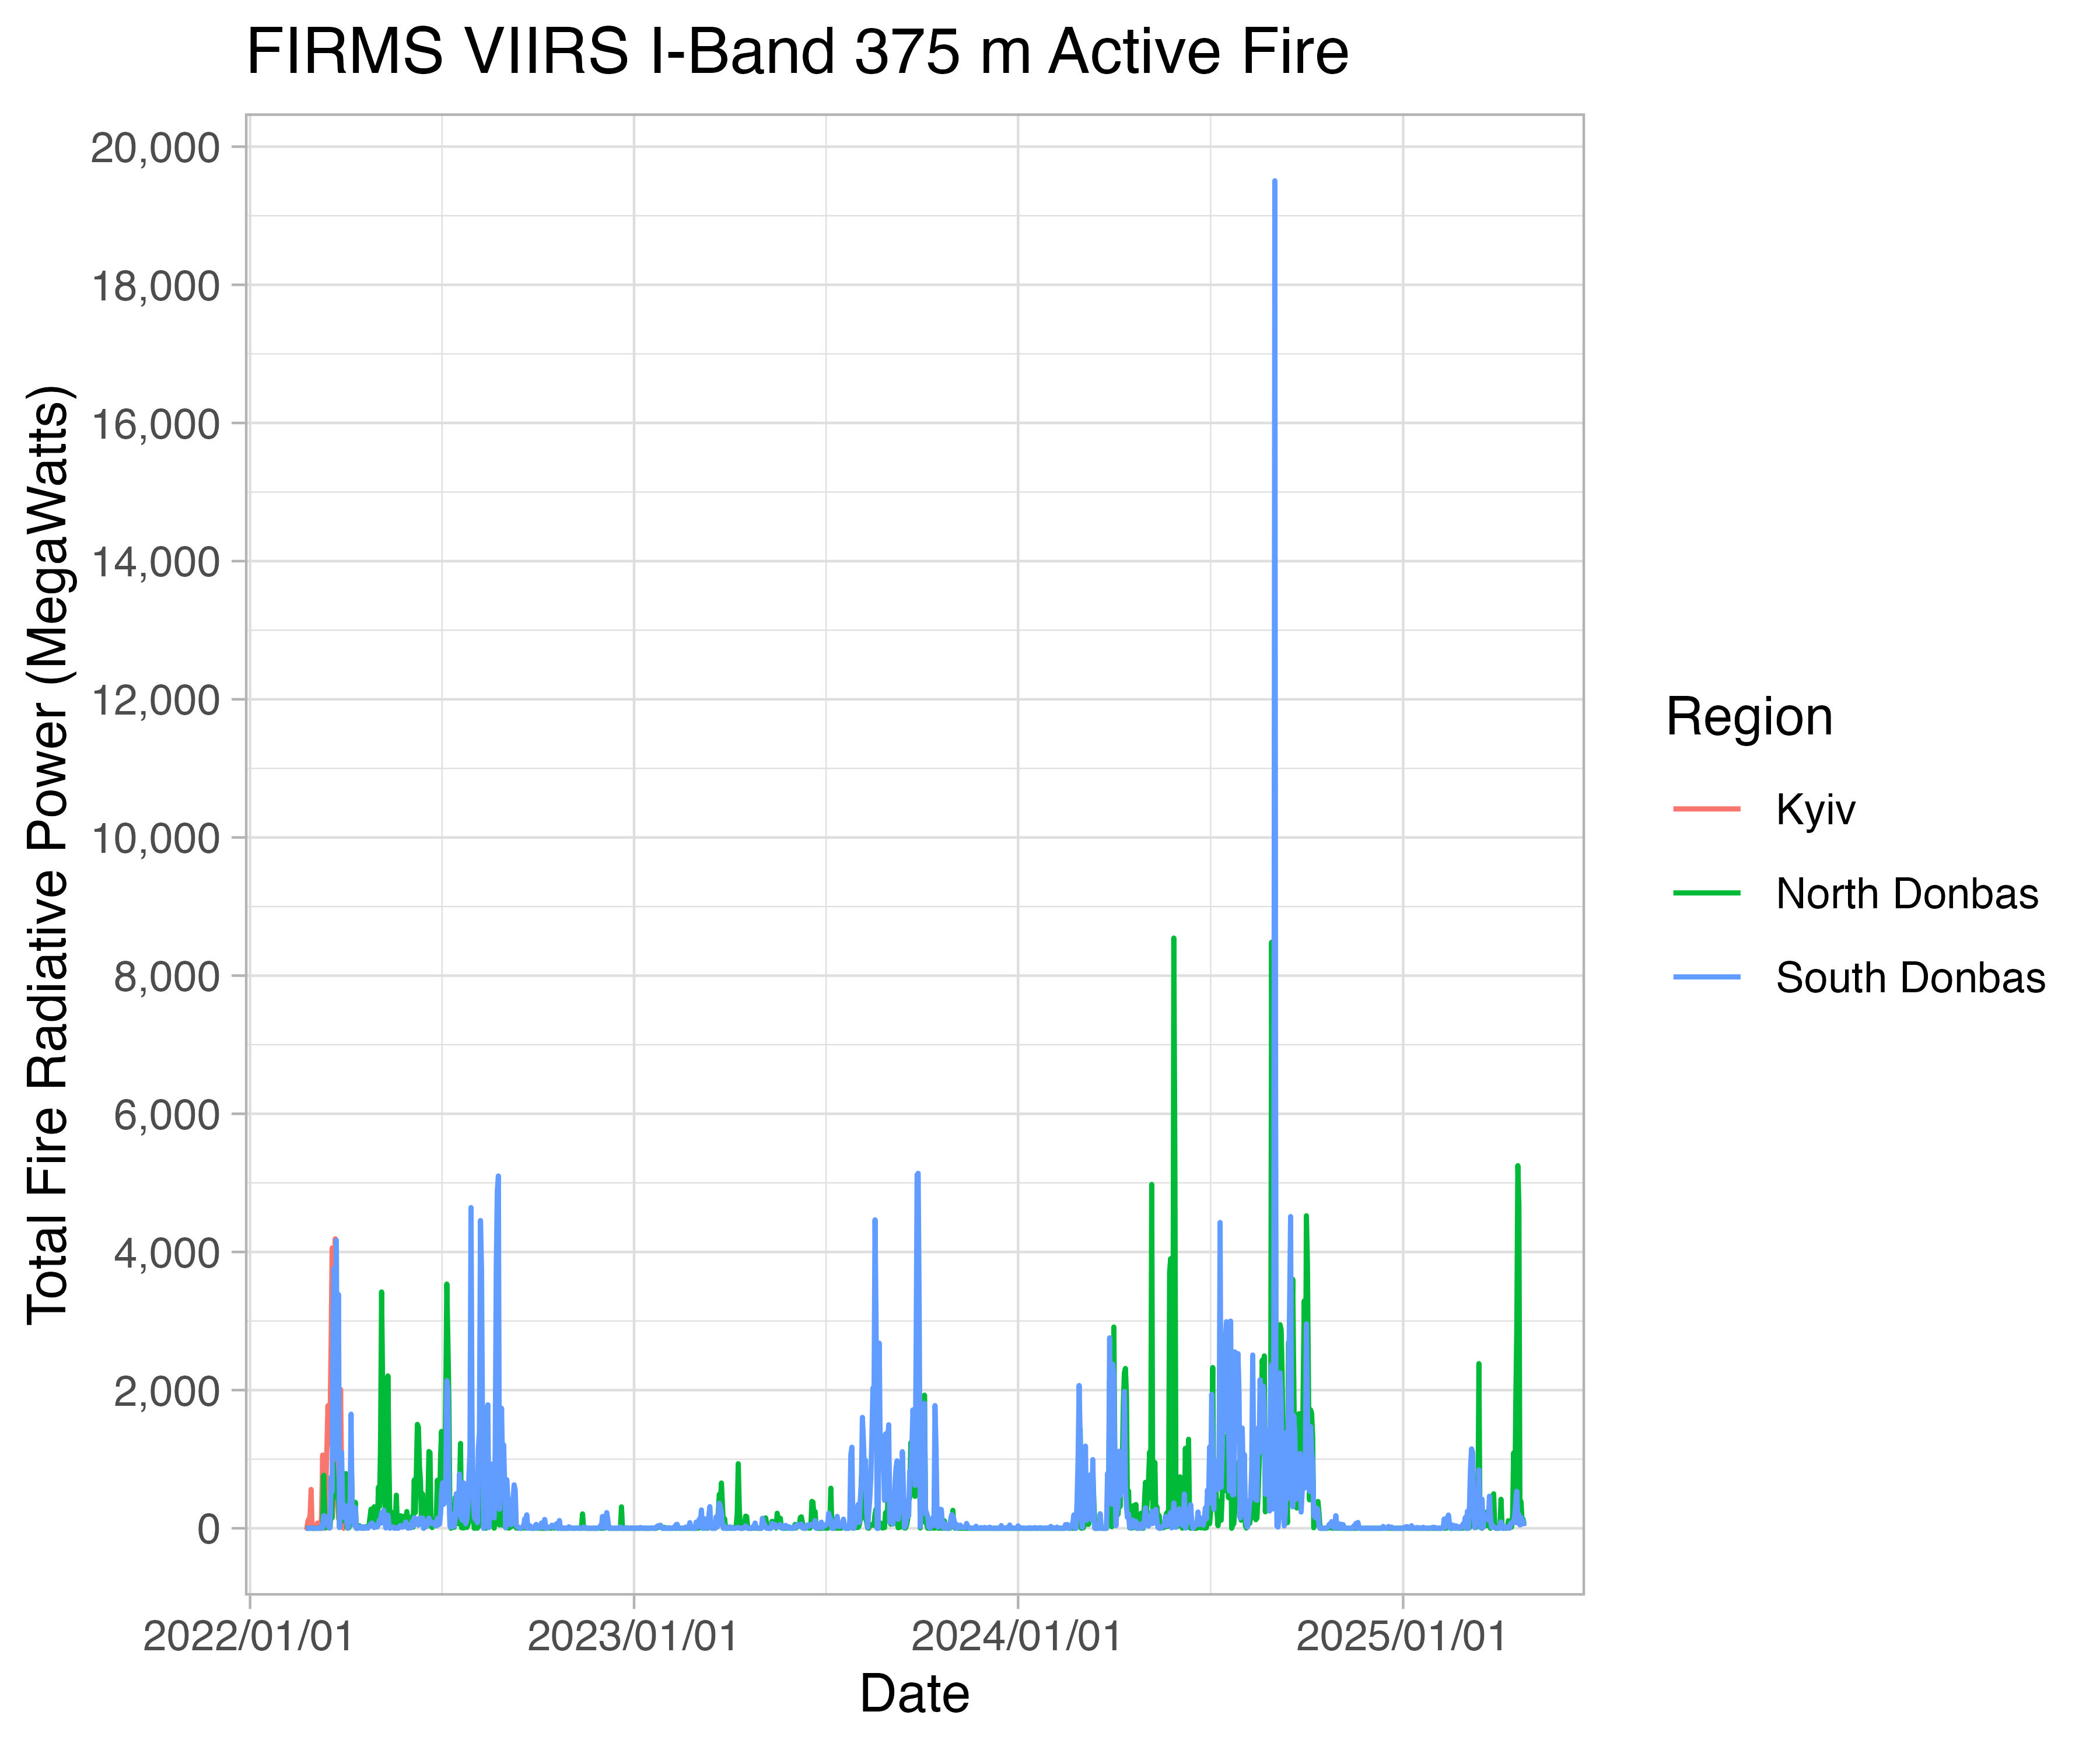 FIRMS VIIRS I-Band 375 m Active Fire
Total Fire Radiative Power (MegaWatts)
20,000
18,000
16,000
14,000
12,000
10,000
8,000
6,000
4,000
2,000
0
2022/01/01
2023/01/01
2024/01/01
2025/01/01
Date
Region
Kyiv
North Donbas
South Donbas